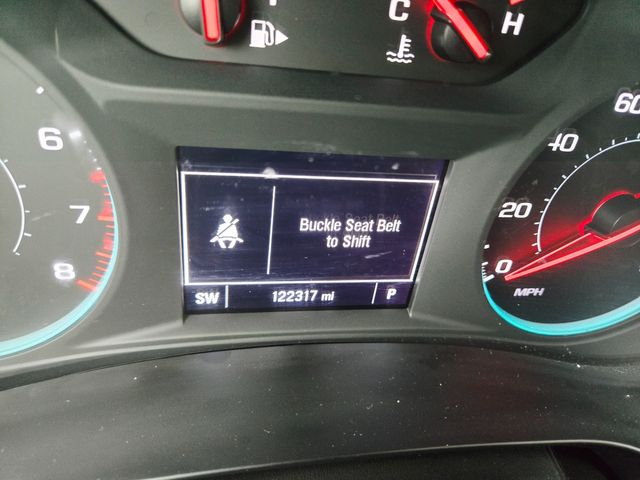 C
H
6
7
8
60
40
20
0
MPH
Buckle Seat Belt
to Shift
SW
122317 mi
P